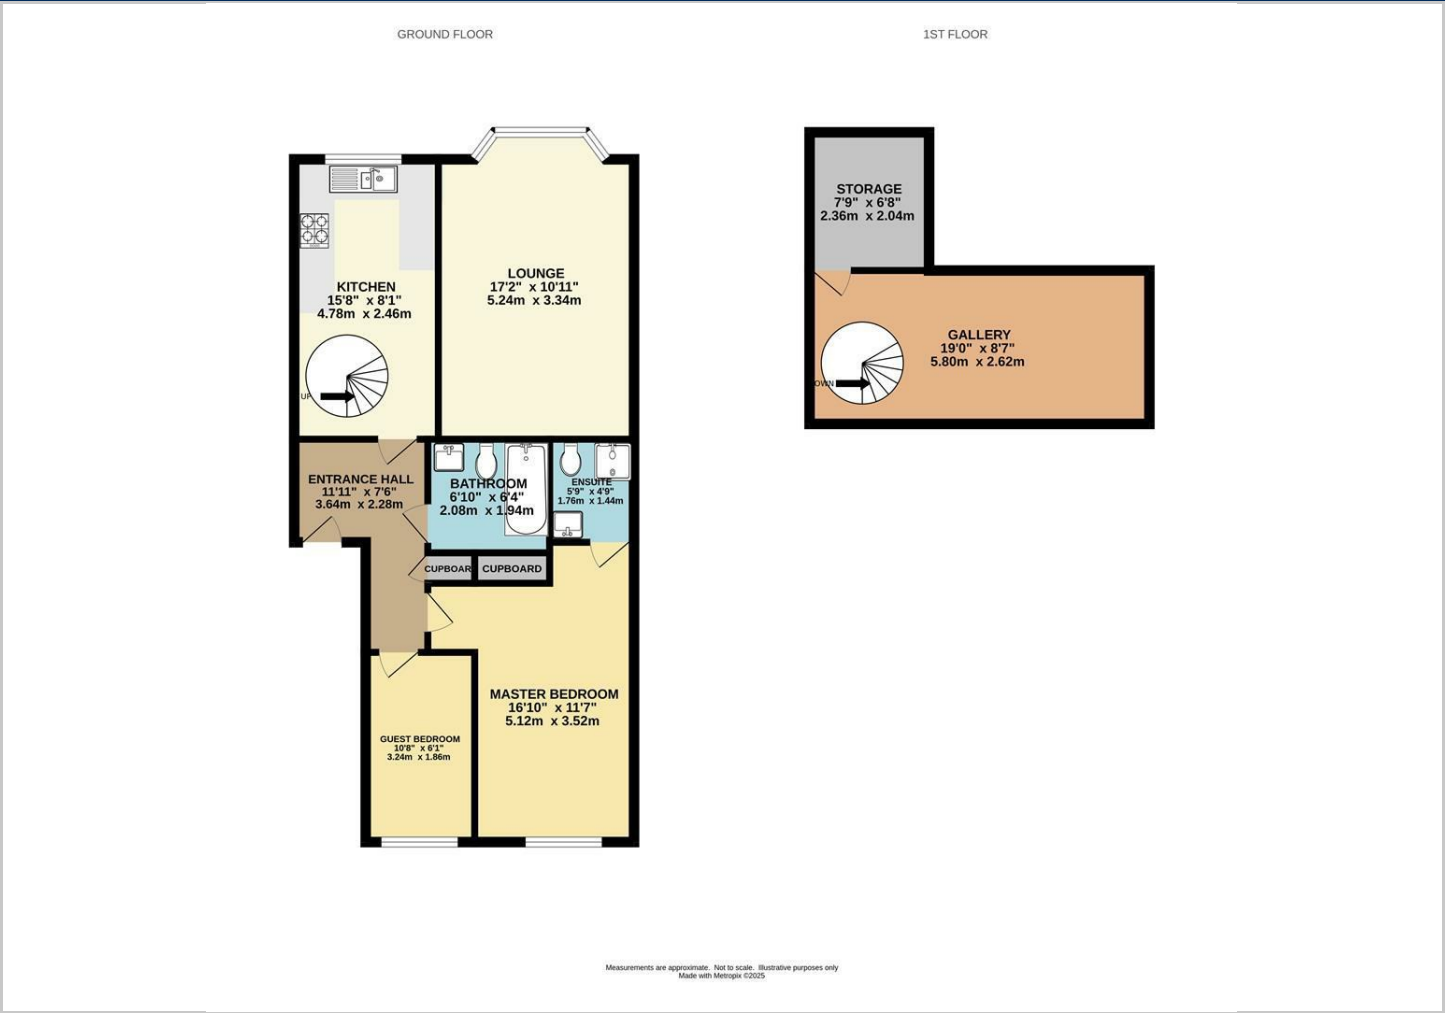 GROUND FLOOR
1ST FLOOR
KITCHEN
15'8" x 8'1"
4.78m x 2.46m
UP
LOUNGE
17'2" x 10'11"
5.24m x 3.34m
ENTRANCE HALL
11'11" x 7'6"
3.64m x 2.28m
BATHROOM
6'10" x 6'4"
2.08m x 1.94m
ENSUITE
5'9" x 4'9"
1.76m x 1.44m
CUPBOAR
CUPBOARD
MASTER BEDROOM
16'10" x 11'7"
5.12m x 3.52m
GUEST BEDROOM
10'8" x 6'1"
3.24m x 1.86m
STORAGE
7'9" x 6'8"
2.36m x 2.04m
GALLERY
19'0" x 8'7"
5.80m x 2.62m
OWN
Measurements are approximate. Not to scale. Illustrative purposes only
Made with Metropix ©2025